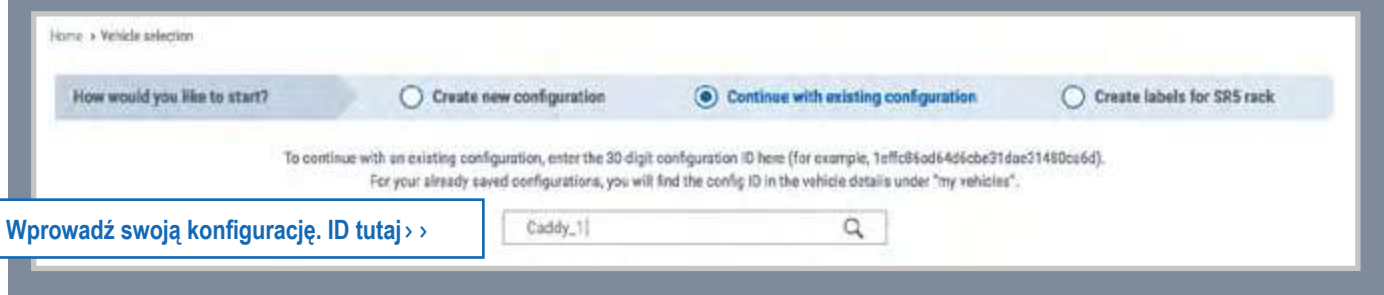 Home › Vehicle selection
How would you like to start?
Create new configuration
Continue with existing configuration
Create labels for SR5 rack
To continue with an existing configuration, enter the 30-digit configuration ID here (for example,
For your already saved configurations, you will find the config ID in the vehicle details under "my vehicles".
Wprowadź swoją konfigurację. ID tutaj › ›
Caddy_1